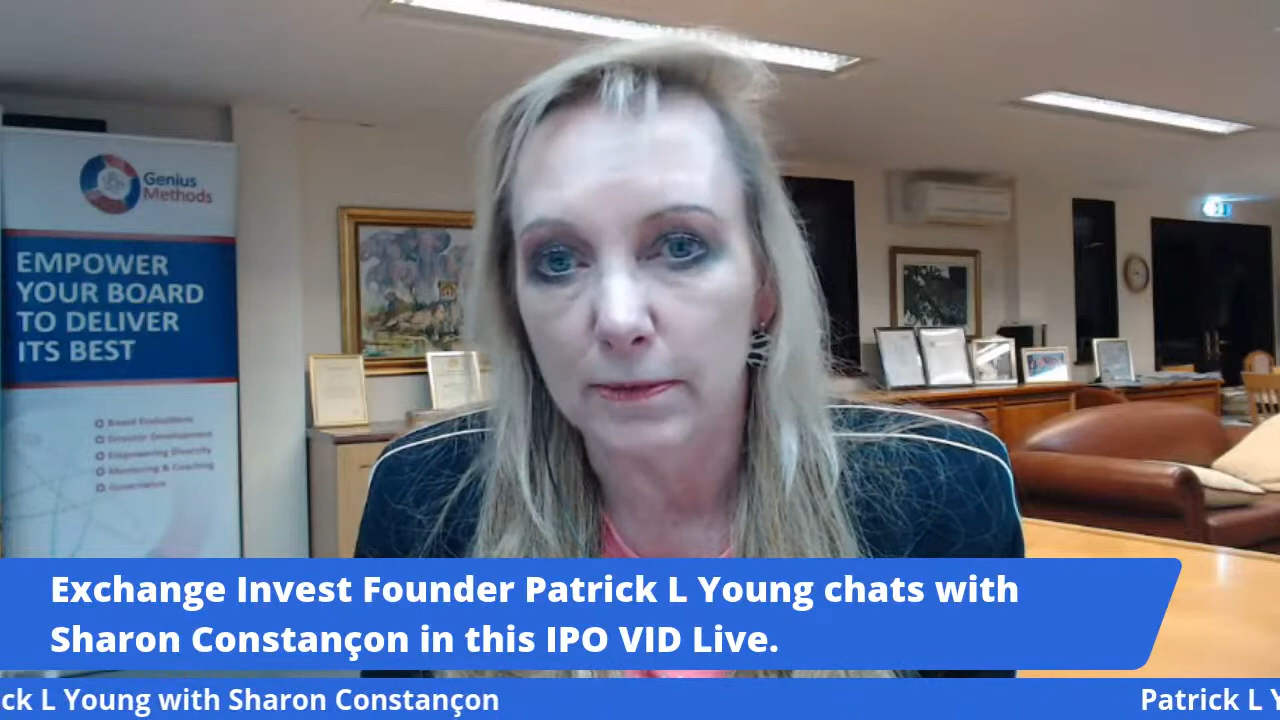 Genius
Methods
EMPOWER
YOUR BOARD
TO DELIVER
ITS BEST
Board Evaluations
Director Development
Empowering Diversity
Mentoring & Coaching
Governance
Exchange Invest Founder Patrick L Young chats with
Sharon Constançon in this IPO VID Live.
ck L Young with Sharon Constançon
Patrick L Y